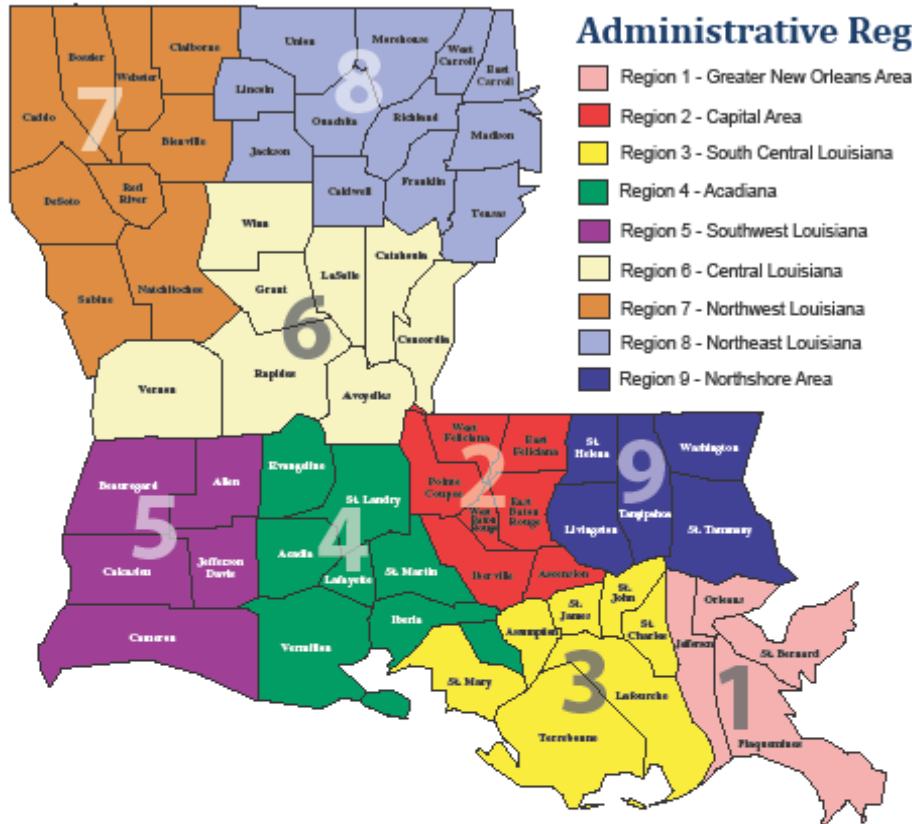 Administrative Reg
Region 1 - Greater New Orleans Area
Region 2 - Capital Area
Region 3 - South Central Louisiana
Region 4 - Acadiana
Region 5 - Southwest Louisiana
Region 6 - Central Louisiana
Region 7 - Northwest Louisiana
Region 8 - Northeast Louisiana
Region 9 - Northshore Area
7
Caddo
Bossier
Webster
Claiborne
Bienville
DeSoto
Red
River
Sabine
Natchitoches
8
Union
Morehouse
West
Carroll
East
Carroll
Lincoln
Ouachita
Richland
Madison
Jackson
Caldwell
Franklin
Tensas
6
Winn
Grant
LaSalle
Catahoula
Concordia
Vernon
Rapides
Avoyelles
5
Beauregard
Allen
Calcasieu
Jefferson
Davis
Cameron
4
Evangeline
St. Landry
Acadia
Lafayette
St. Martin
Iberia
Vermilion
2
West
Feliciana
East
Feliciana
Pointe
Coupee
West
Baton
Rouge
East
Baton
Rouge
Iberville
Ascension
9
St.
Helena
Tangipahoa
Washington
Livingston
St. Tammany
3
Assumption
St.
James
St.
John
St.
Charles
St. Mary
Terrebonne
Lafourche
1
Jefferson
Orleans
St. Bernard
Plaquemines